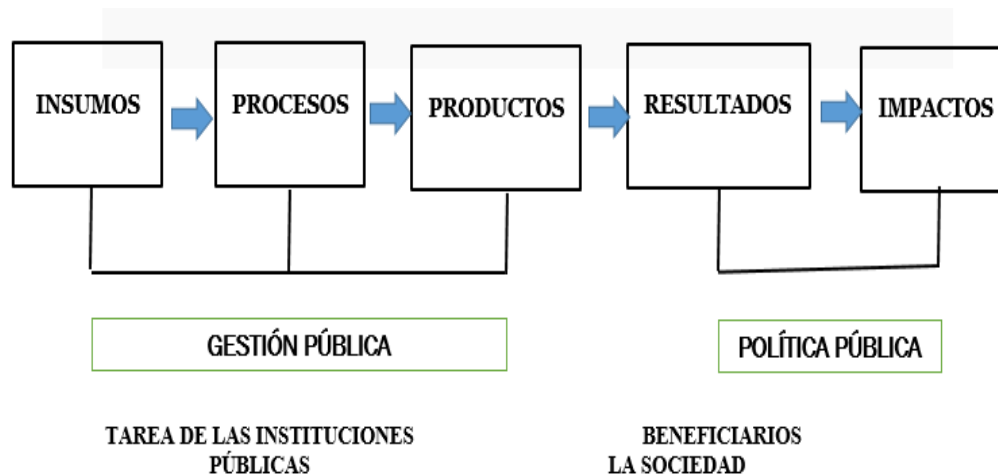 INSUMOS
PROCESOS
PRODUCTOS
RESULTADOS
IMPACTOS
GESTIÓN PÚBLICA
POLÍTICA PÚBLICA
TAREA DE LAS INSTITUCIONES
PÚBLICAS
BENEFICIARIOS
LA SOCIEDAD